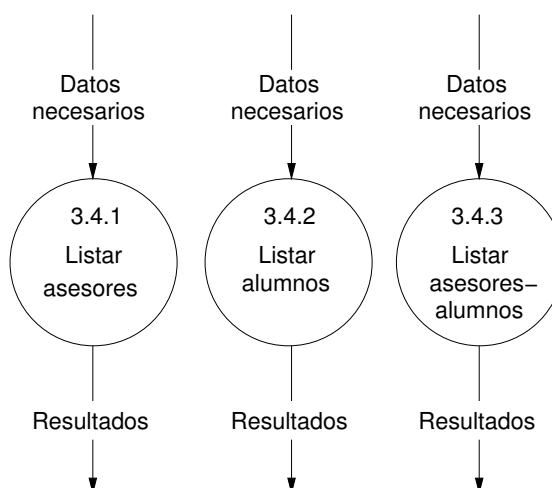 Datos
necesarios
Datos
necesarios
Datos
necesarios
3.4.1
Listar
asesores
3.4.2
Listar
alumnos
3.4.3
Listar
asesores−
alumnos
Resultados
Resultados
Resultados